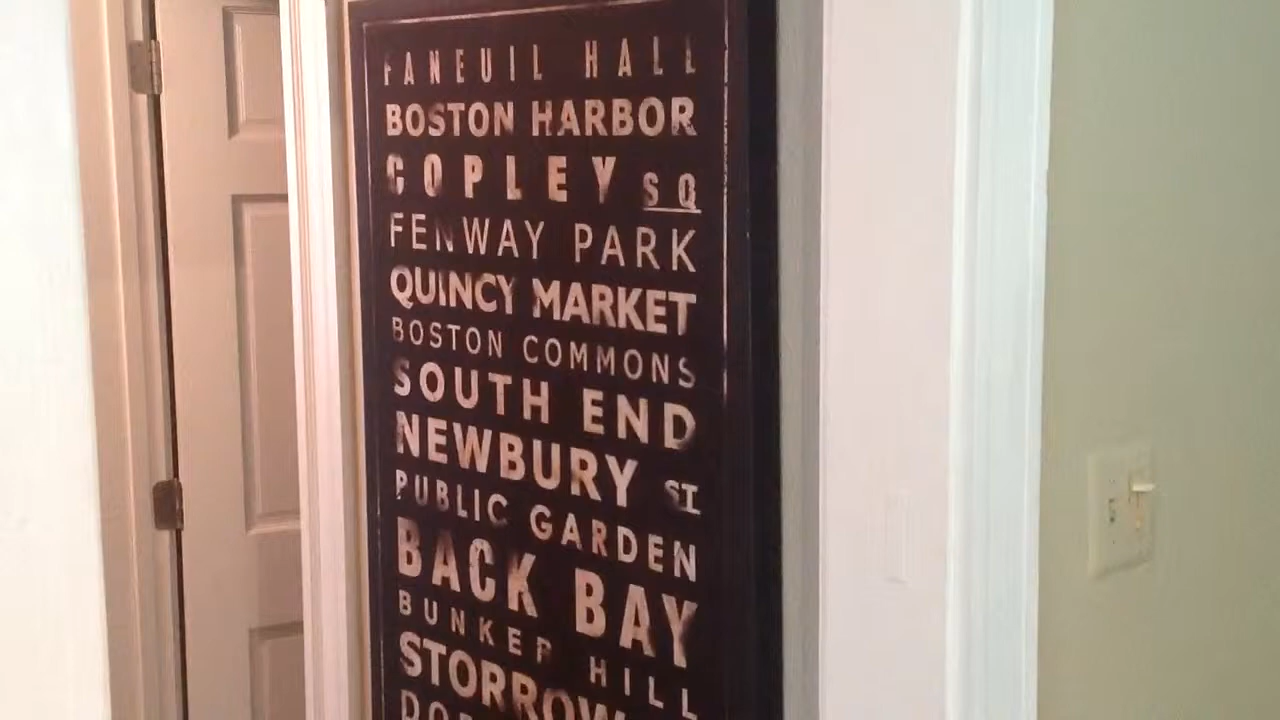 FANEUIL HALL
BOSTON HARBOR
COPLEY SQ
FENWAY PARK
QUINCY MARKET
BOSTON COMMONS
SOUTH END
NEWBURY ST
PUBLIC GARDEN
BACK BAY
BUNKER HILL
STORROW